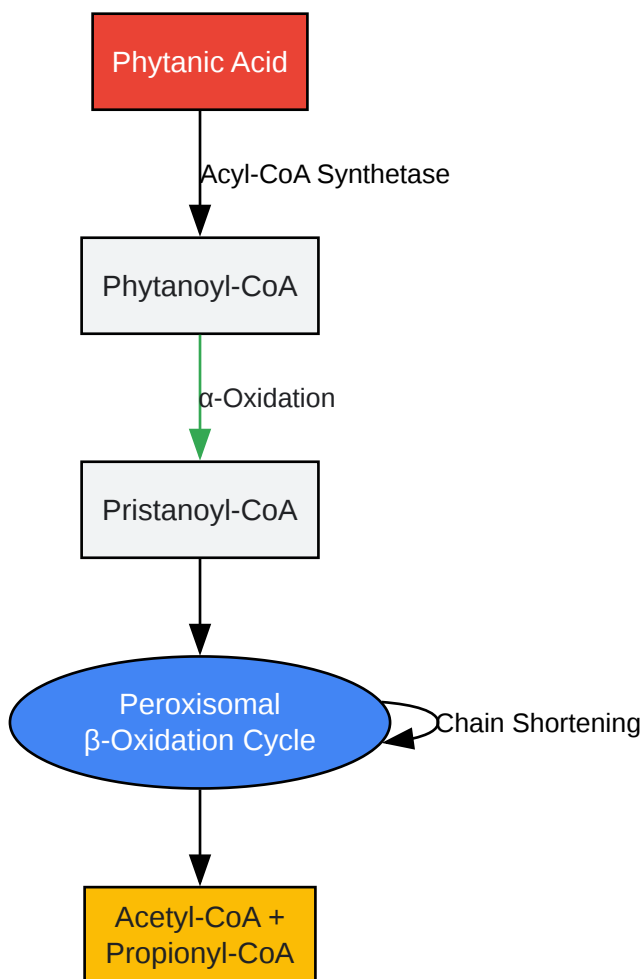 Phytanic Acid
Acyl-CoA Synthetase
Phytanoyl-CoA
α-Oxidation
Pristanoyl-CoA
Peroxisomal
β-Oxidation Cycle
Chain Shortening
Acetyl-CoA +
Propionyl-CoA